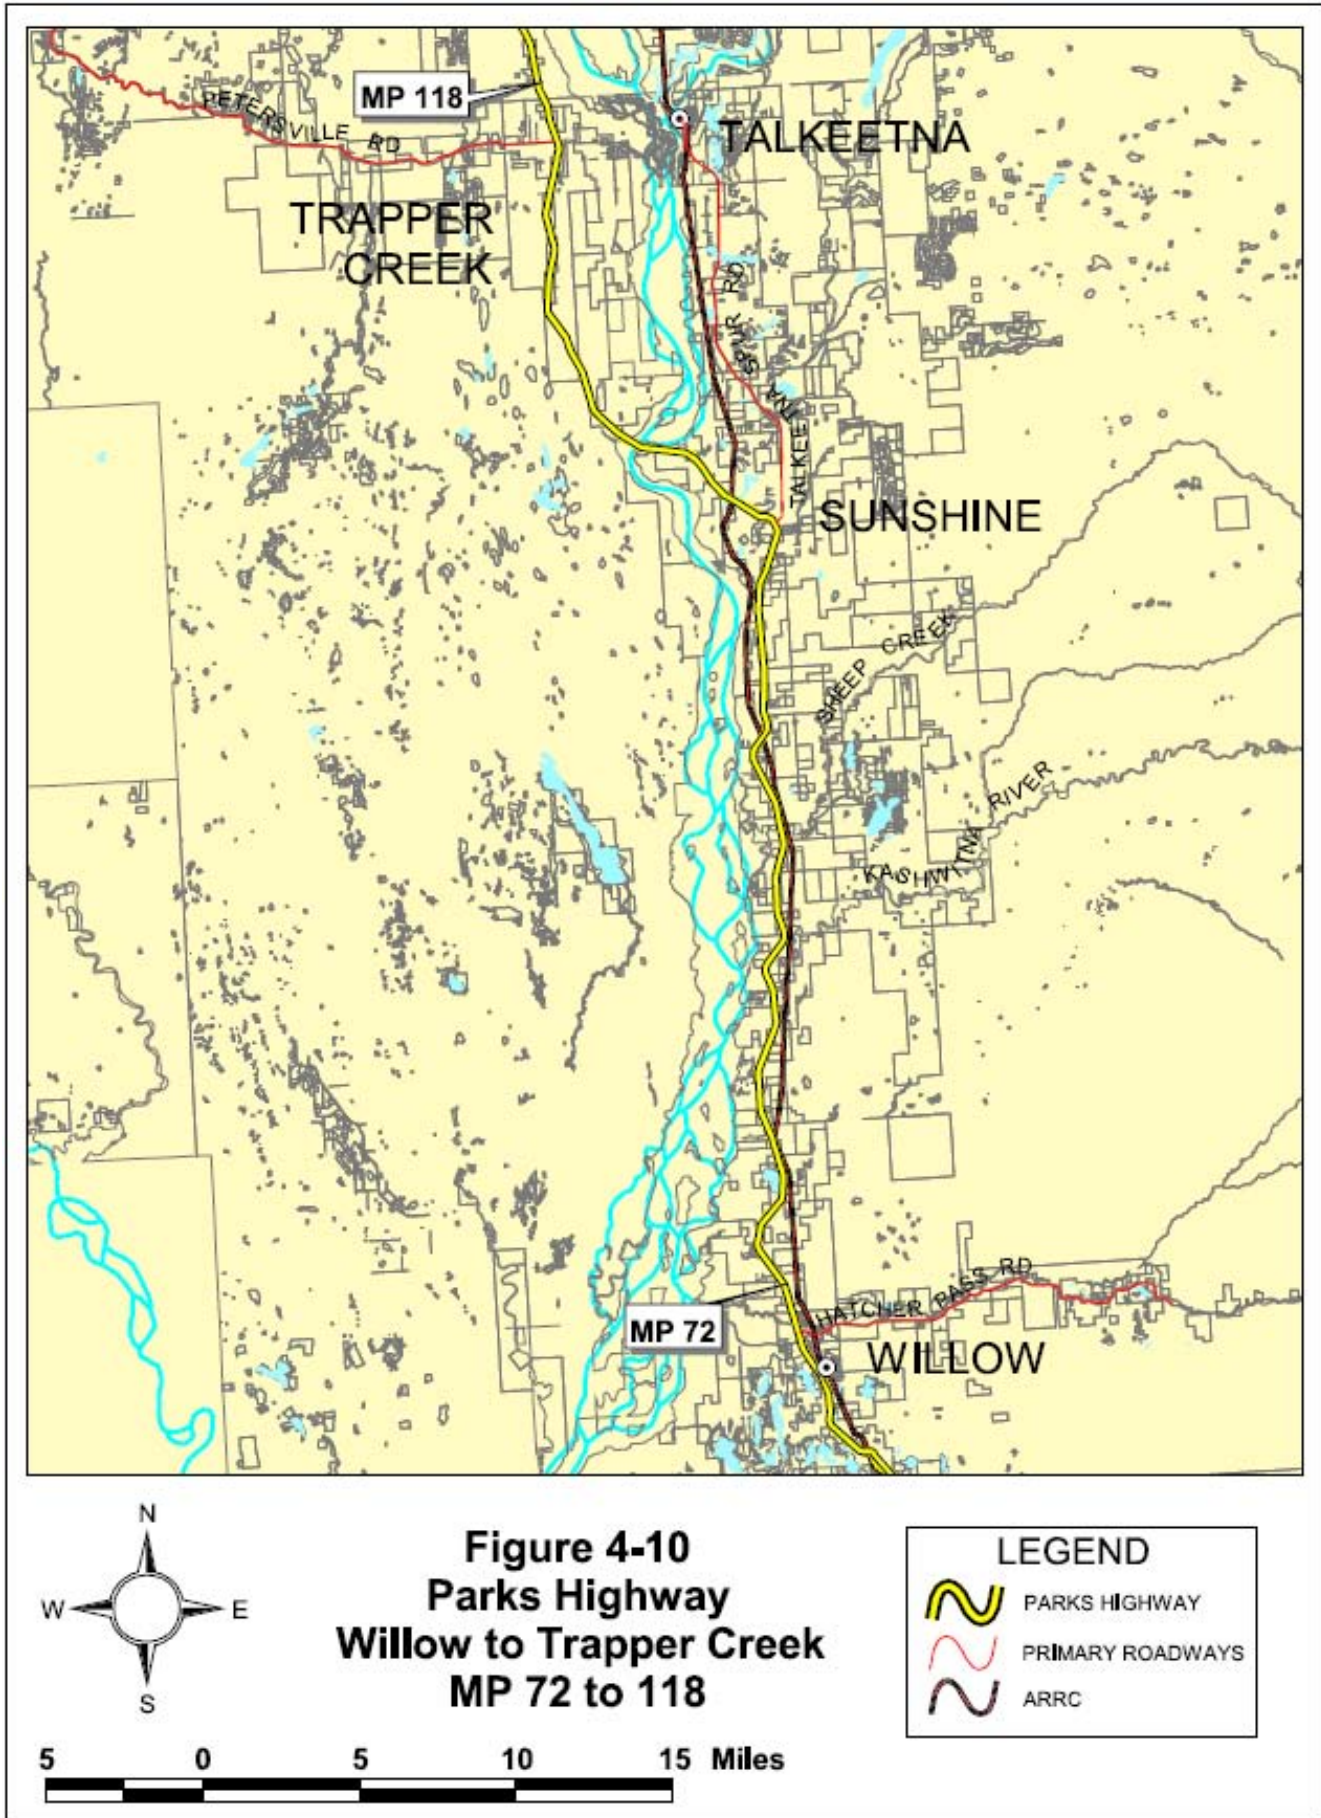 MP 118
PETERSVILLE RD
TALKEETNA
TRAPPER
CREEK
TALKEETNA SPUR RD
SUNSHINE
SHEEP CREEK
KASHWITNA RIVER
HATCHER PASS RD
MP 72
WILLOW
N
W
E
S
Figure 4-10
Parks Highway
Willow to Trapper Creek
MP 72 to 118
LEGEND
PARKS HIGHWAY
PRIMARY ROADWAYS
ARRC
5 0 5 10 15 Miles